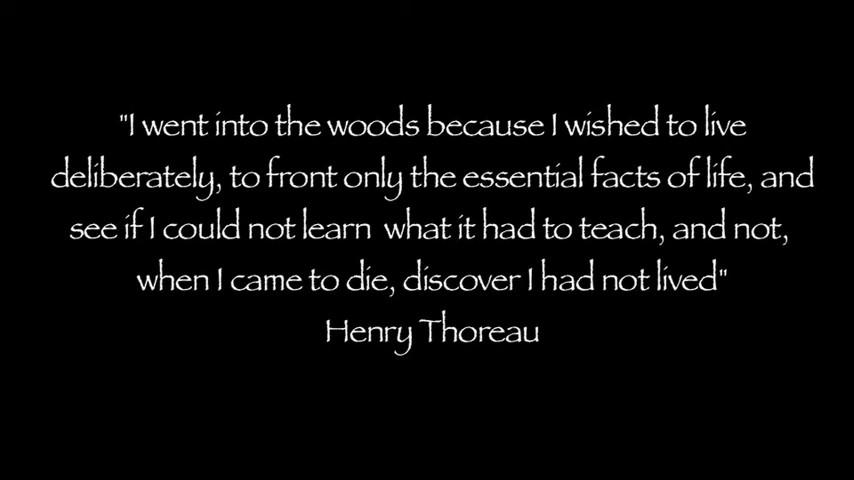 "I went into the woods because I wished to live
deliberately, to front only the essential facts of life, and
see if I could not learn  what it had to teach, and not,
when I came to die, discover I had not lived"
Henry Thoreau